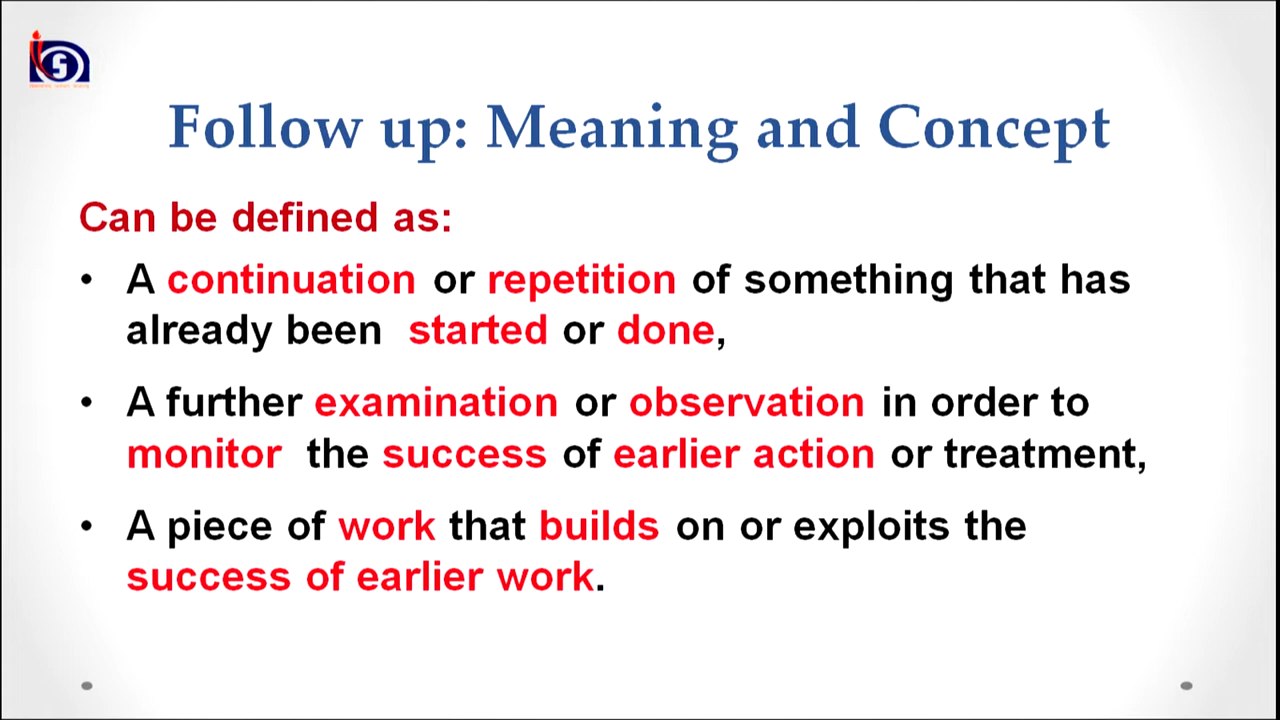 Follow up: Meaning and Concept
Can be defined as:
• A continuation or repetition of something that has
already been started or done,
• A further examination or observation in order to
monitor the success of earlier action or treatment,
• A piece of work that builds on or exploits the
success of earlier work.